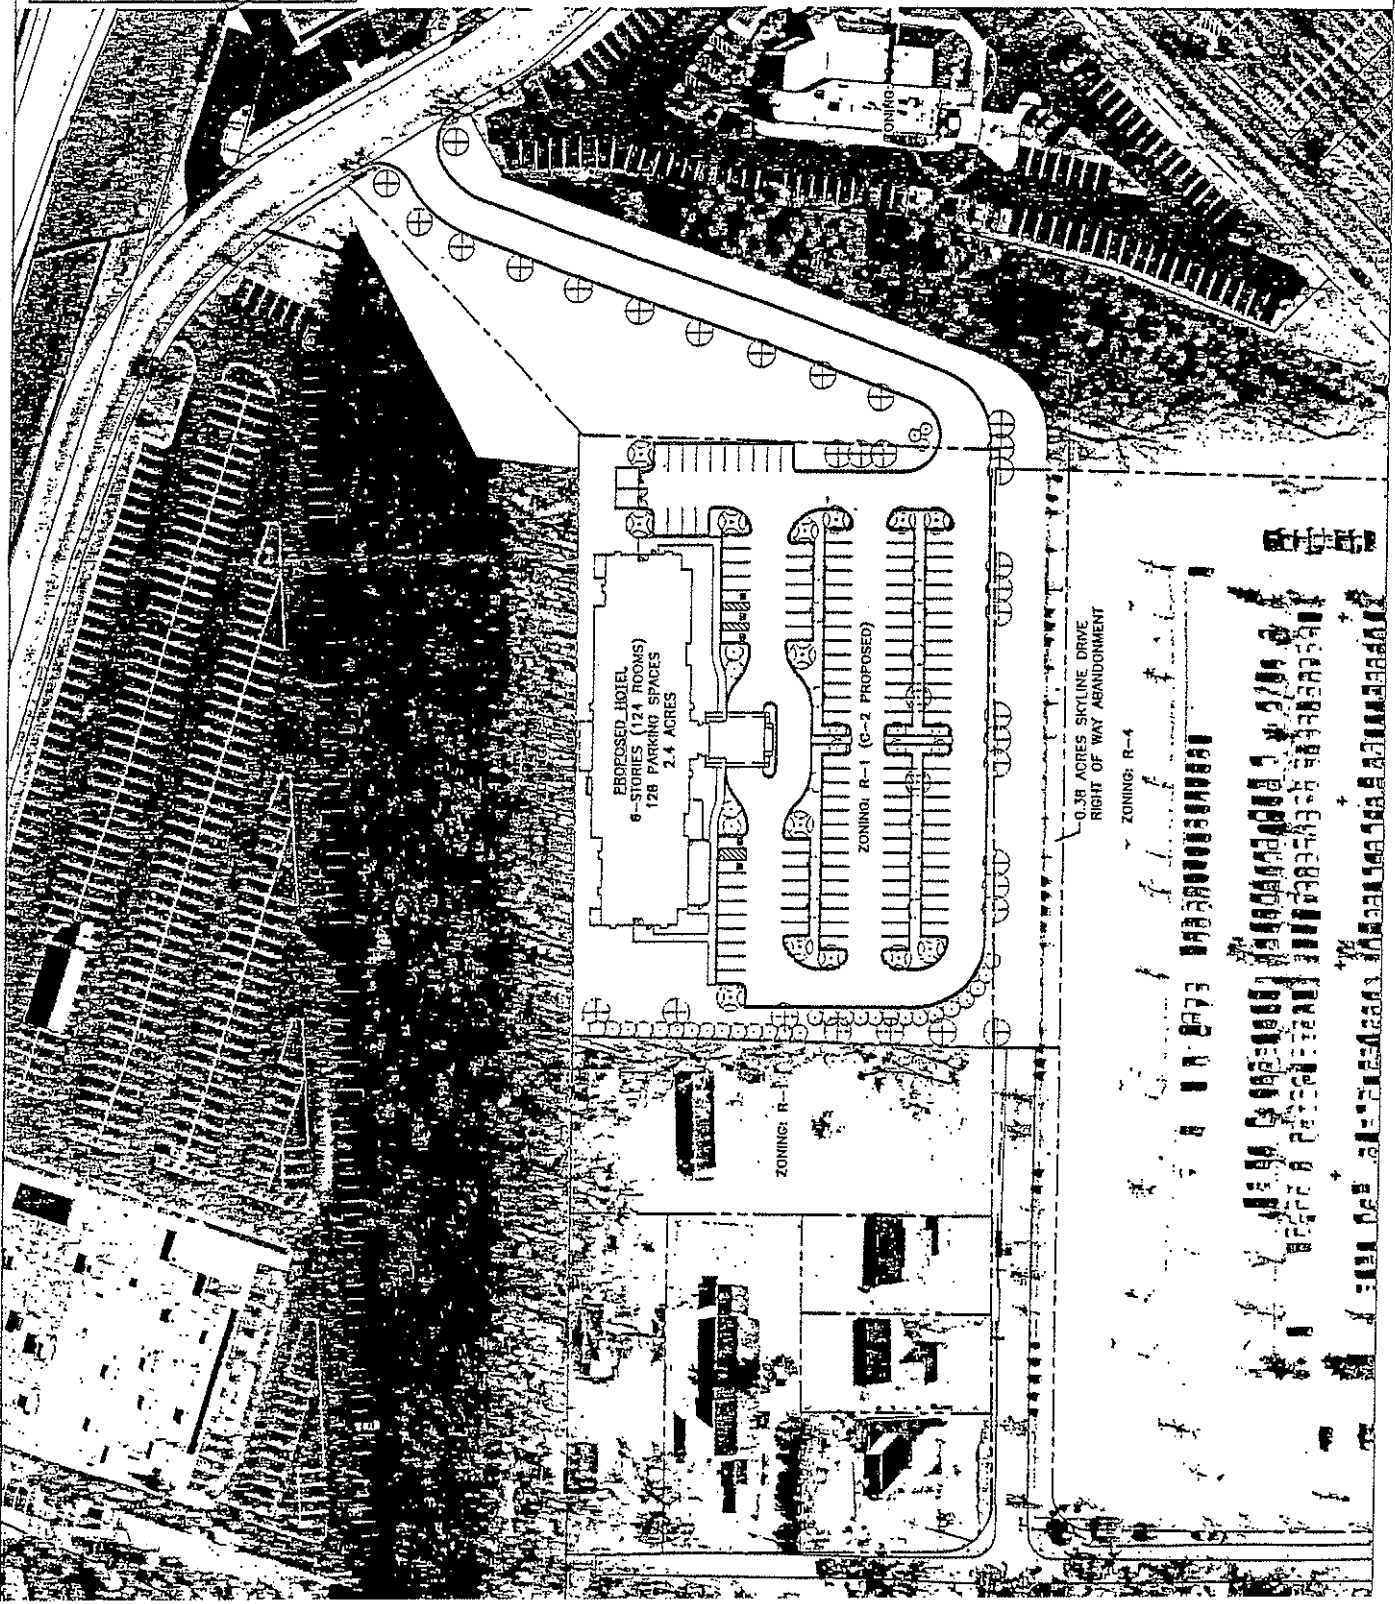 ZONING
PROPOSED HOTEL
6-STORIES (124 ROOMS)
128 PARKING SPACES
2.4 ACRES
ZONING: R-1 (C-2 PROPOSED)
0.38 ACRES SKYLINE DRIVE
RIGHT OF WAY ABANDONMENT
ZONING: R-4
ZONING: R-1